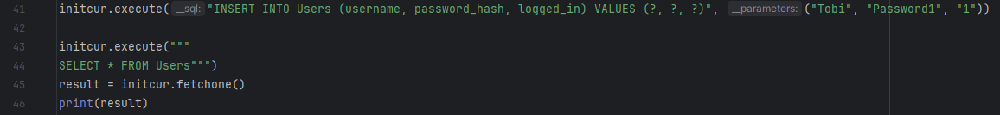 41 initcur.execute( __sql: "INSERT INTO Users (username, password_hash, logged_in) VALUES (?, ?, ?)", __parameters: ("Tobi", "Password1", "1"))
42
43 initcur.execute("""
44 SELECT * FROM Users""")
45 result = initcur.fetchone()
46 print(result)